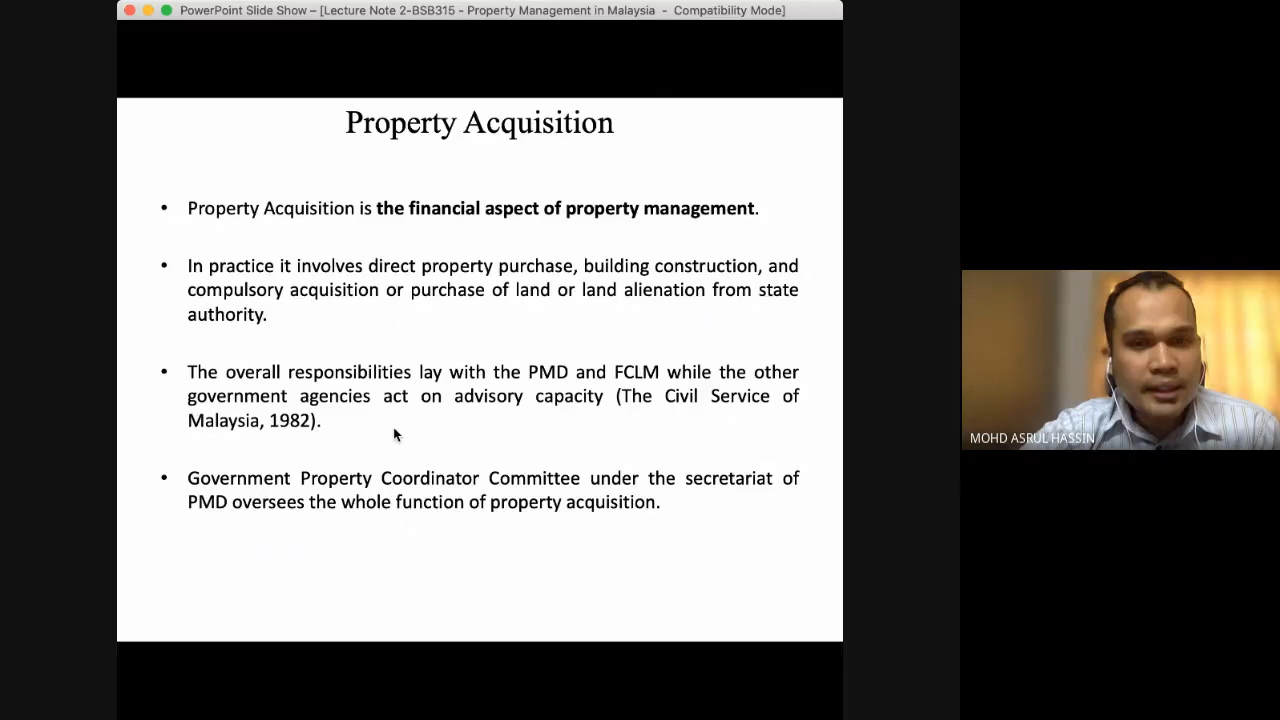 PowerPoint Slide Show – [Lecture Note 2-BSB315 - Property Management in Malaysia - Compatibility Mode]
Property Acquisition
• Property Acquisition is the financial aspect of property management.
• In practice it involves direct property purchase, building construction, and
compulsory acquisition or purchase of land or land alienation from state
authority.
• The overall responsibilities lay with the PMD and FCLM while the other
government agencies act on advisory capacity (The Civil Service of
Malaysia, 1982).
• Government Property Coordinator Committee under the secretariat of
PMD oversees the whole function of property acquisition.
MOHD ASRUL HASSIN